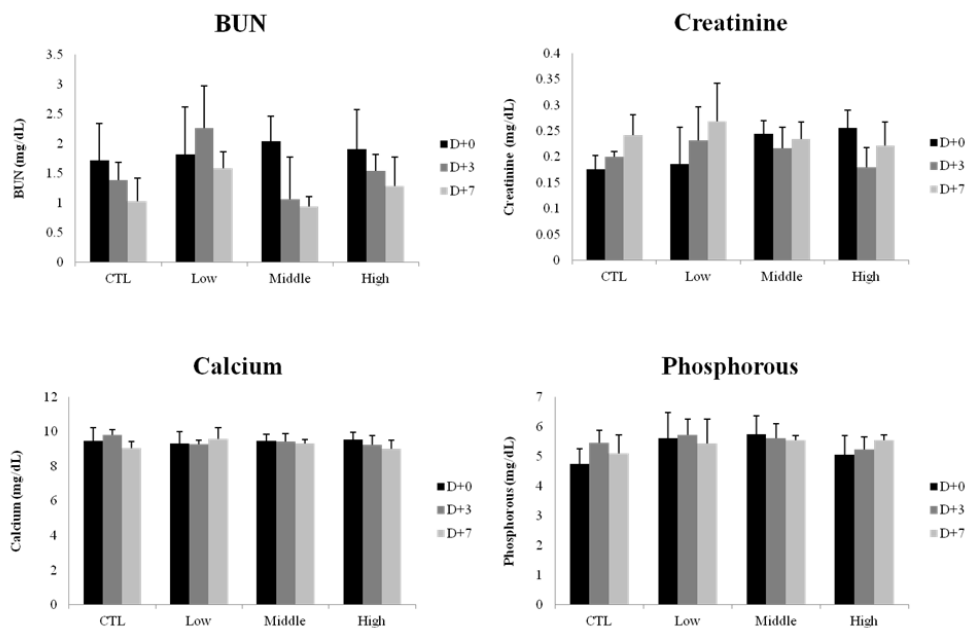 BUN
3.5
3
2.5
2
1.5
1
0.5
0
BUN (mg/dL)
CTL Low Middle High
D+0
D+3
D+7
Creatinine
0.4
0.35
0.3
0.25
0.2
0.15
0.1
0.05
0
Creatinine (mg/dL)
CTL Low Middle High
D+0
D+3
D+7
Calcium
12
10
8
6
4
2
0
Calcium (mg/dL)
CTL Low Middle High
D+0
D+3
D+7
Phosphorous
7
6
5
4
3
2
1
0
Phosphorous (mg/dL)
CTL Low Middle High
D+0
D+3
D+7